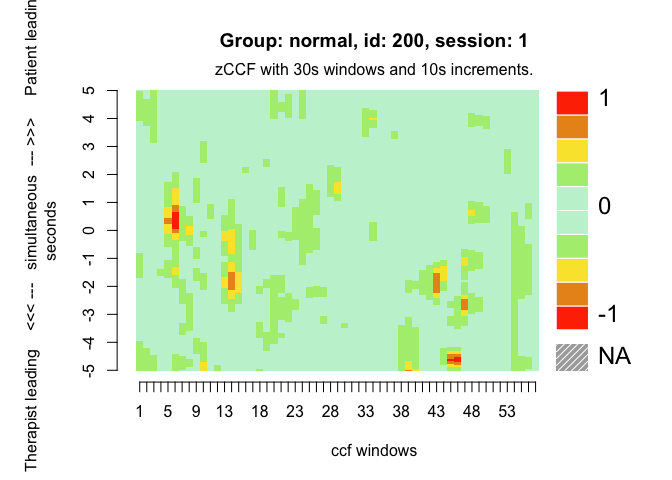 Group: normal, id: 200, session: 1
zCCF with 30s windows and 10s increments.
Therapist leading <<< --- simultaneous --- >>> Patient leadin
seconds
5
4
3
2
1
0
-1
-2
-3
-4
-5
1 5 9 13 18 23 28 33 38 43 48 53
ccf windows
1
0
-1
NA